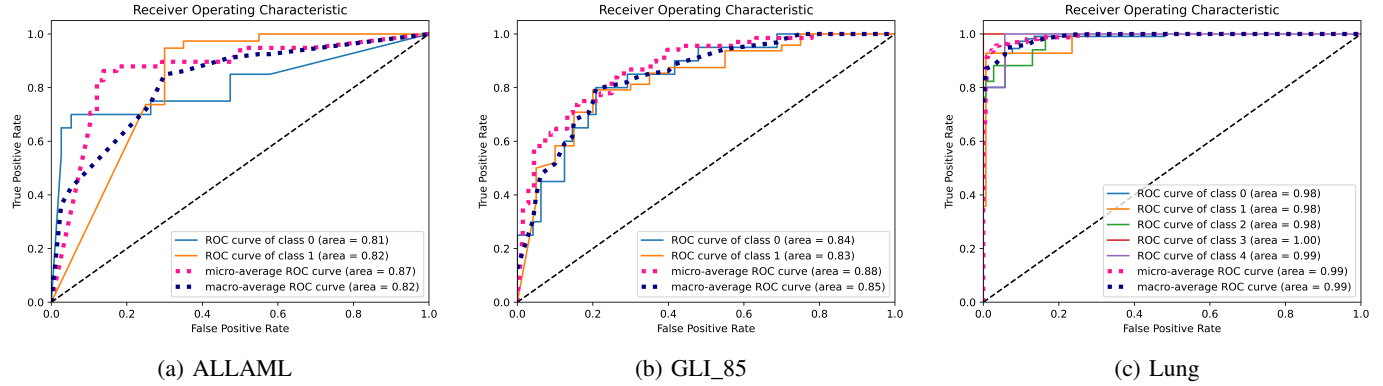 Receiver Operating Characteristic
1.0
0.8
0.6
0.4
0.2
0.0
True Positive Rate
0.0 0.2 0.4 0.6 0.8 1.0
False Positive Rate
ROC curve of class 0 (area = 0.81)
ROC curve of class 1 (area = 0.82)
micro-average ROC curve (area = 0.87)
macro-average ROC curve (area = 0.82)
(a) ALLAML
Receiver Operating Characteristic
1.0
0.8
0.6
0.4
0.2
0.0
True Positive Rate
0.0 0.2 0.4 0.6 0.8 1.0
False Positive Rate
ROC curve of class 0 (area = 0.84)
ROC curve of class 1 (area = 0.83)
micro-average ROC curve (area = 0.88)
macro-average ROC curve (area = 0.85)
(b) GLI_85
Receiver Operating Characteristic
1.0
0.8
0.6
0.4
0.2
0.0
True Positive Rate
0.0 0.2 0.4 0.6 0.8 1.0
False Positive Rate
ROC curve of class 0 (area = 0.98)
ROC curve of class 1 (area = 0.98)
ROC curve of class 2 (area = 0.98)
ROC curve of class 3 (area = 1.00)
ROC curve of class 4 (area = 0.99)
micro-average ROC curve (area = 0.99)
macro-average ROC curve (area = 0.99)
(c) Lung